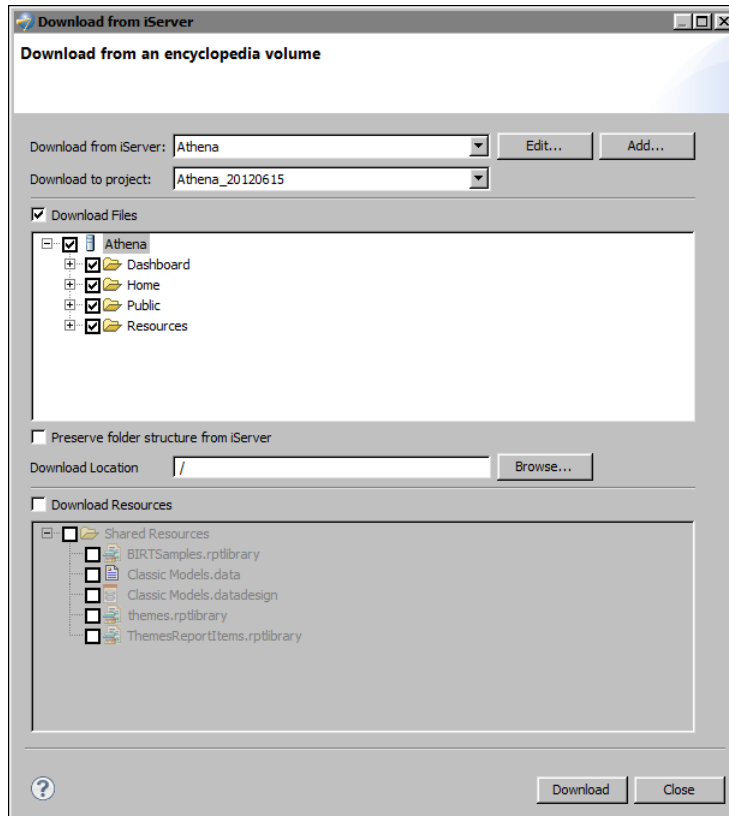 Download from iServer
Download from an encyclopedia volume
Download from iServer: Athena Edit... Add...
Download to project: Athena_20120615
Download Files
Athena
Dashboard
Home
Public
Resources
Preserve folder structure from iServer
Download Location / Browse...
Download Resources
Shared Resources
BIRTSamples.rptlibrary
Classic Models.data
Classic Models.datadesign
themes.rptlibrary
ThemesReportItems.rptlibrary
? Download Close